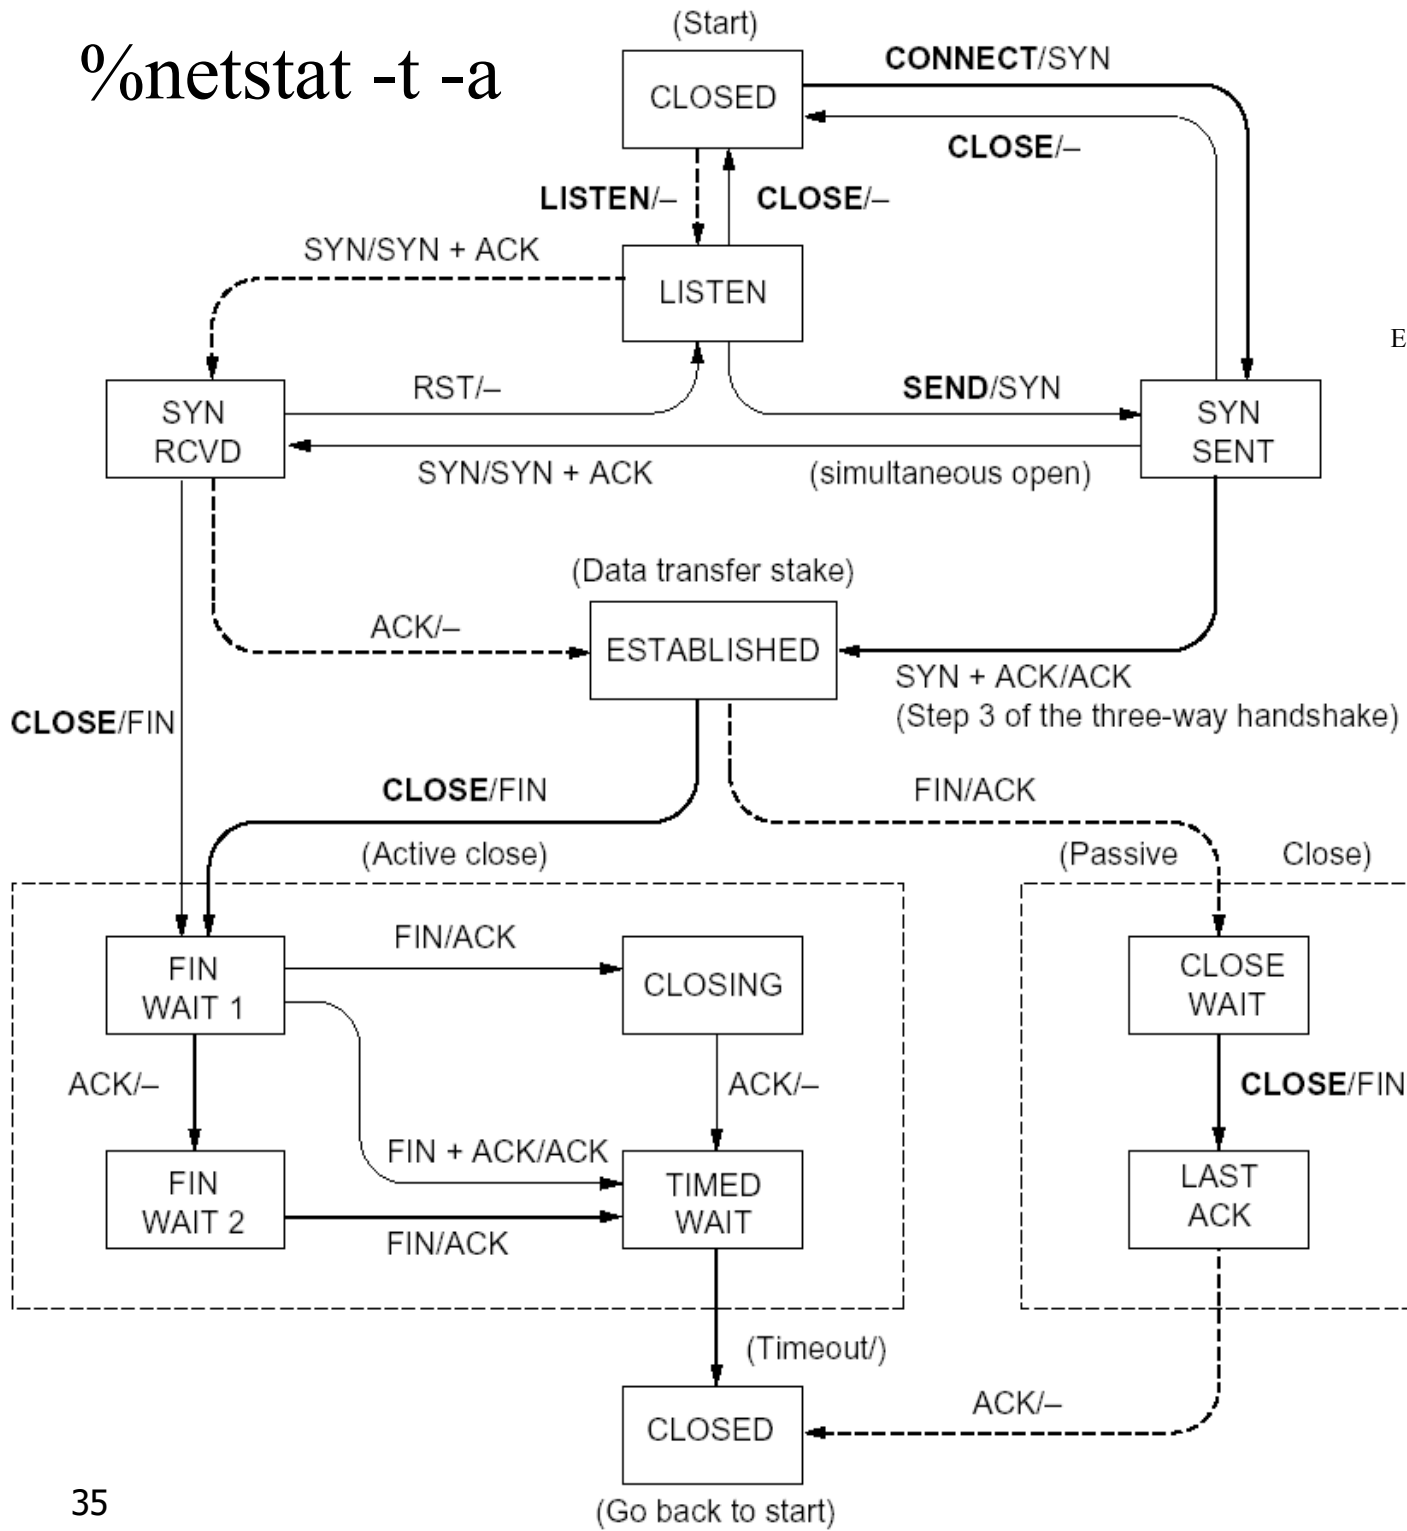 (Start)
%netstat -t -a
CONNECT/SYN
CLOSED
CLOSE/–
LISTEN/–
CLOSE/–
SYN/SYN + ACK
LISTEN
E
RST/–
SEND/SYN
SYN
RCVD
SYN
SENT
SYN/SYN + ACK
(simultaneous open)
(Data transfer stake)
ACK/–
ESTABLISHED
SYN + ACK/ACK
(Step 3 of the three-way handshake)
CLOSE/FIN
CLOSE/FIN
FIN/ACK
(Active close)
(Passive Close)
FIN/ACK
FIN
WAIT 1
CLOSING
CLOSE
WAIT
ACK/–
ACK/–
CLOSE/FIN
FIN + ACK/ACK
FIN
WAIT 2
TIMED
WAIT
LAST
ACK
FIN/ACK
(Timeout/)
ACK/–
CLOSED
35
(Go back to start)